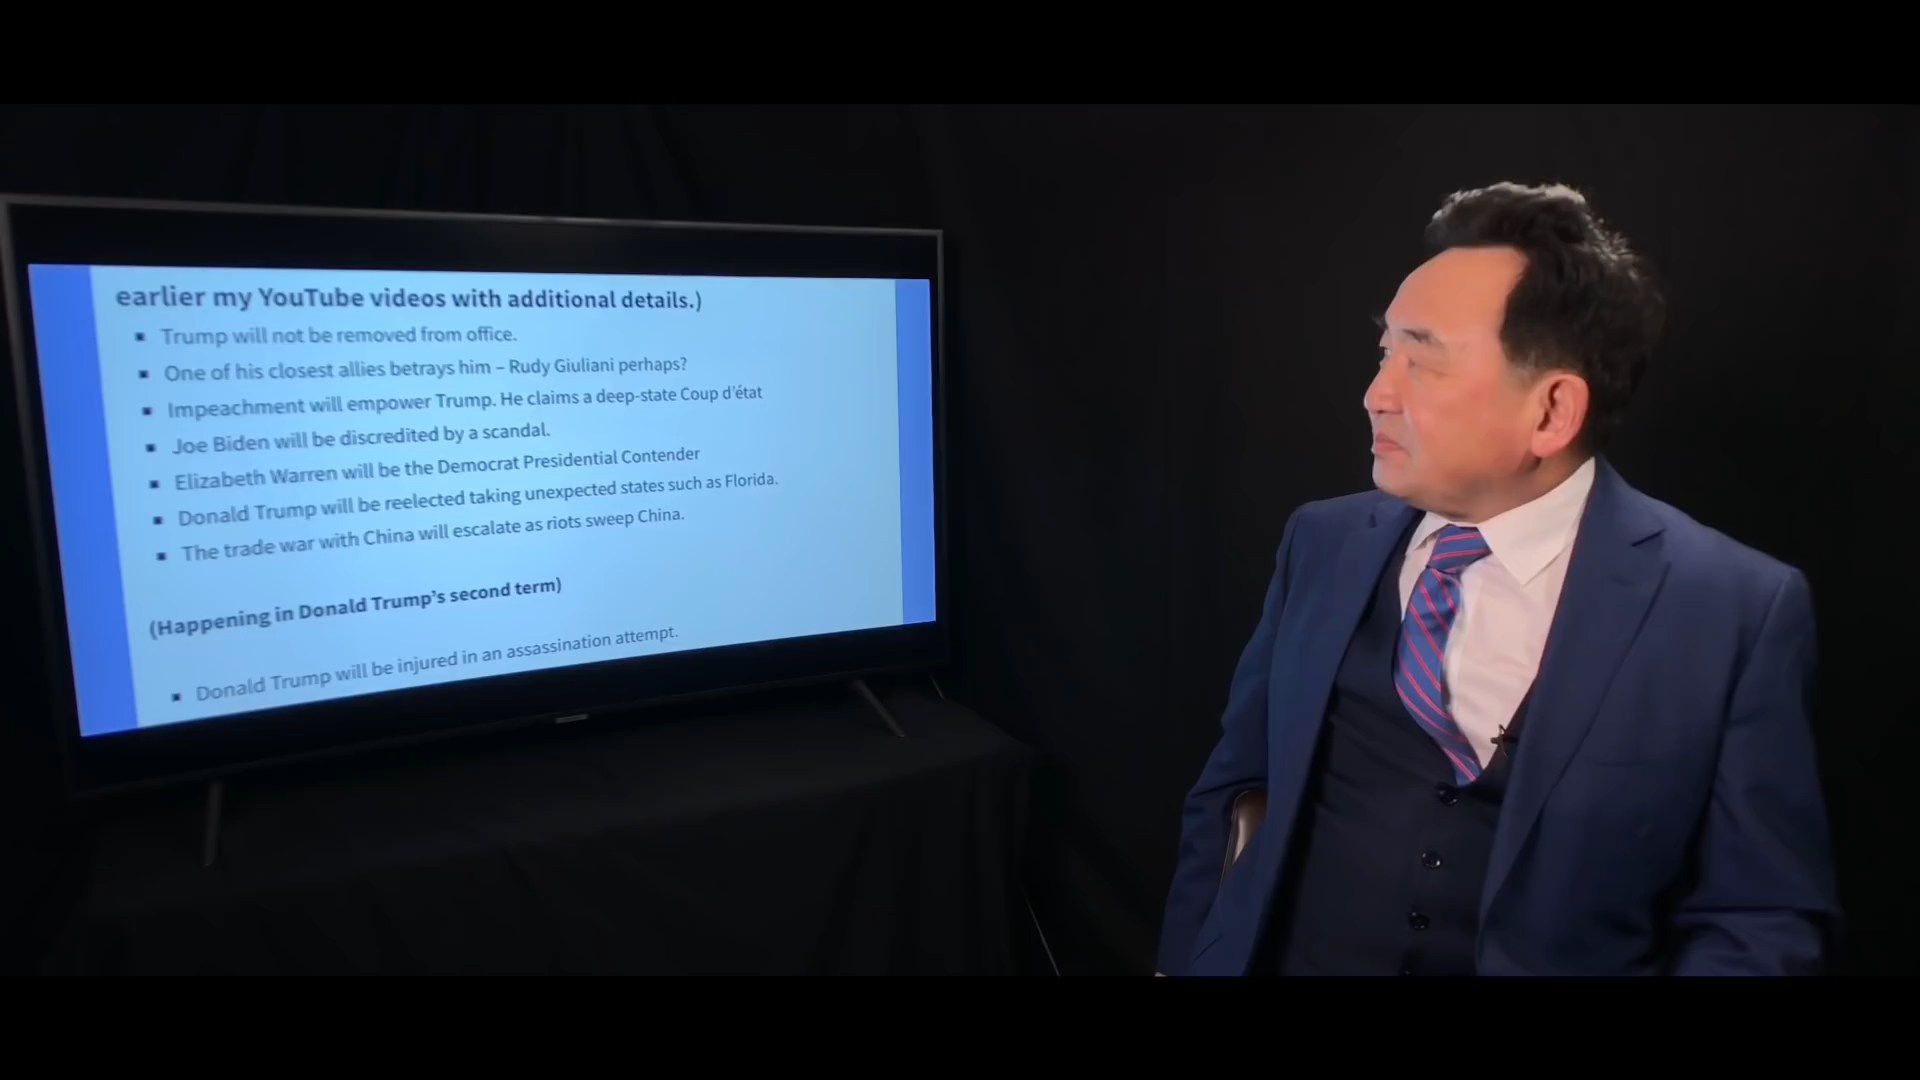 earlier my YouTube videos with additional details.)
▪ Trump will not be removed from office.
▪ One of his closest allies betrays him – Rudy Giuliani perhaps?
▪ Impeachment will empower Trump. He claims a deep-state Coup d'état
▪ Joe Biden will be discredited by a scandal.
▪ Elizabeth Warren will be the Democrat Presidential Contender
▪ Donald Trump will be reelected taking unexpected states such as Florida.
▪ The trade war with China will escalate as riots sweep China.
(Happening in Donald Trump's second term)
▪ Donald Trump will be injured in an assassination attempt.